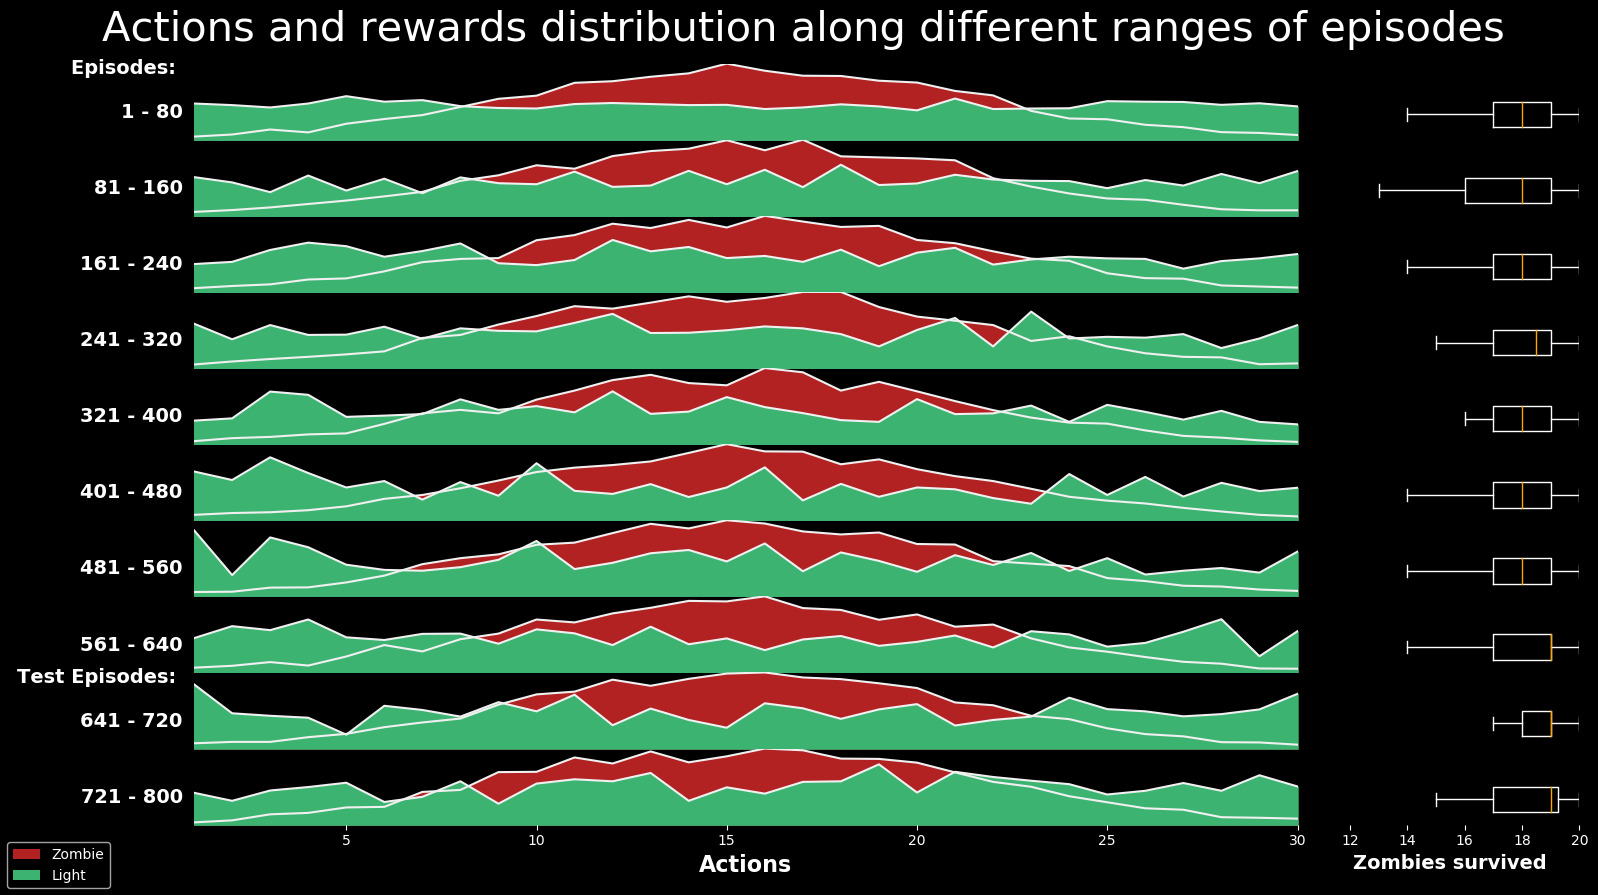 Actions and rewards distribution along different ranges of episodes
Episodes:
1 - 80
81 - 160
161 - 240
241 - 320
321 - 400
401 - 480
481 - 560
561 - 640
Test Episodes:
641 - 720
721 - 800
5 10 15 20 25 30 12 14 16 18 20
Actions
Zombies survived
Zombie
Light